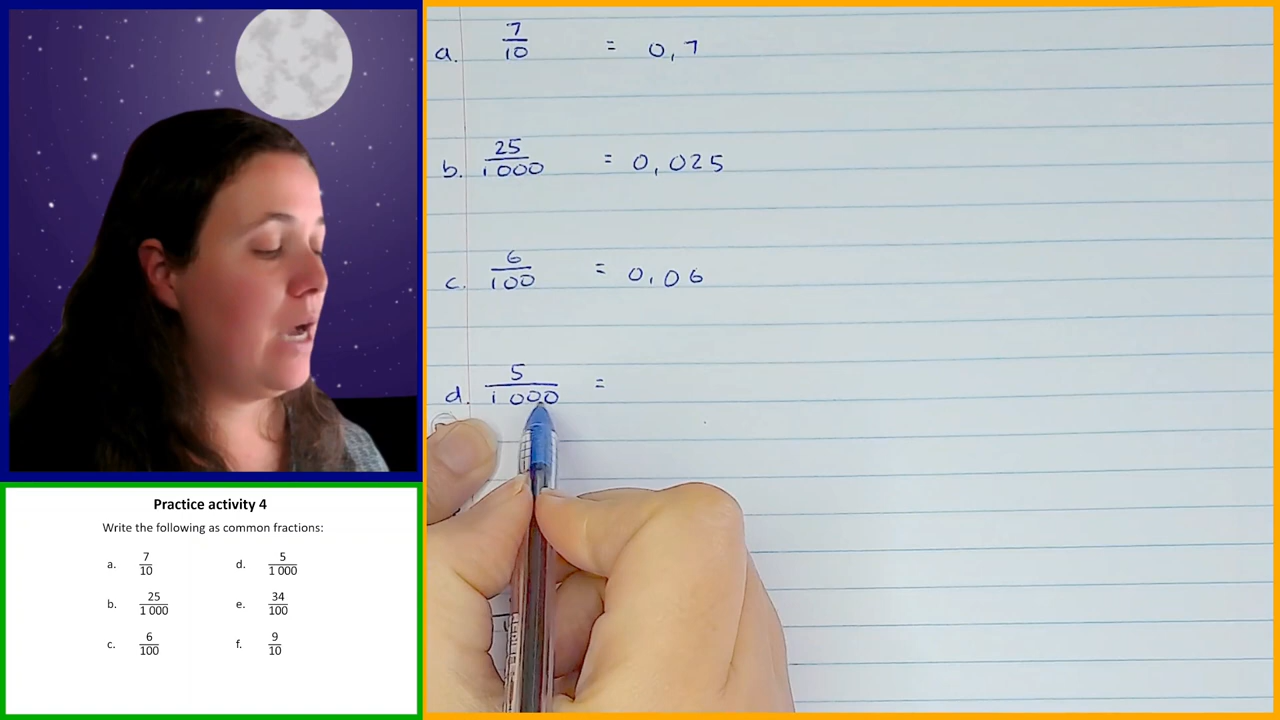 a. 7/10 = 0,7
b. 25/1 000 = 0,025
c. 6/100 = 0,06
d. 5/1 000 =
Practice activity 4
Write the following as common fractions:
a. 7/10 d. 5/1 000
b. 25/1 000 e. 34/100
c. 6/100 f. 9/10